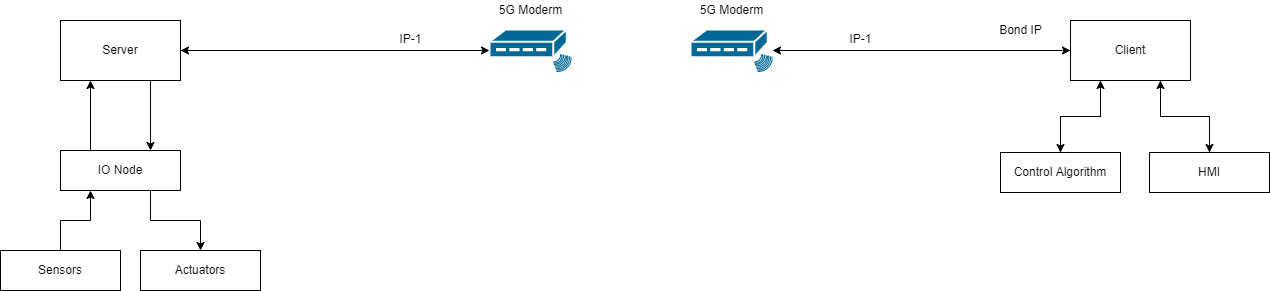 5G Moderm
5G Moderm
Server
IP-1
IP-1
Bond IP
Client
IO Node
Control Algorithm
HMI
Sensors
Actuators